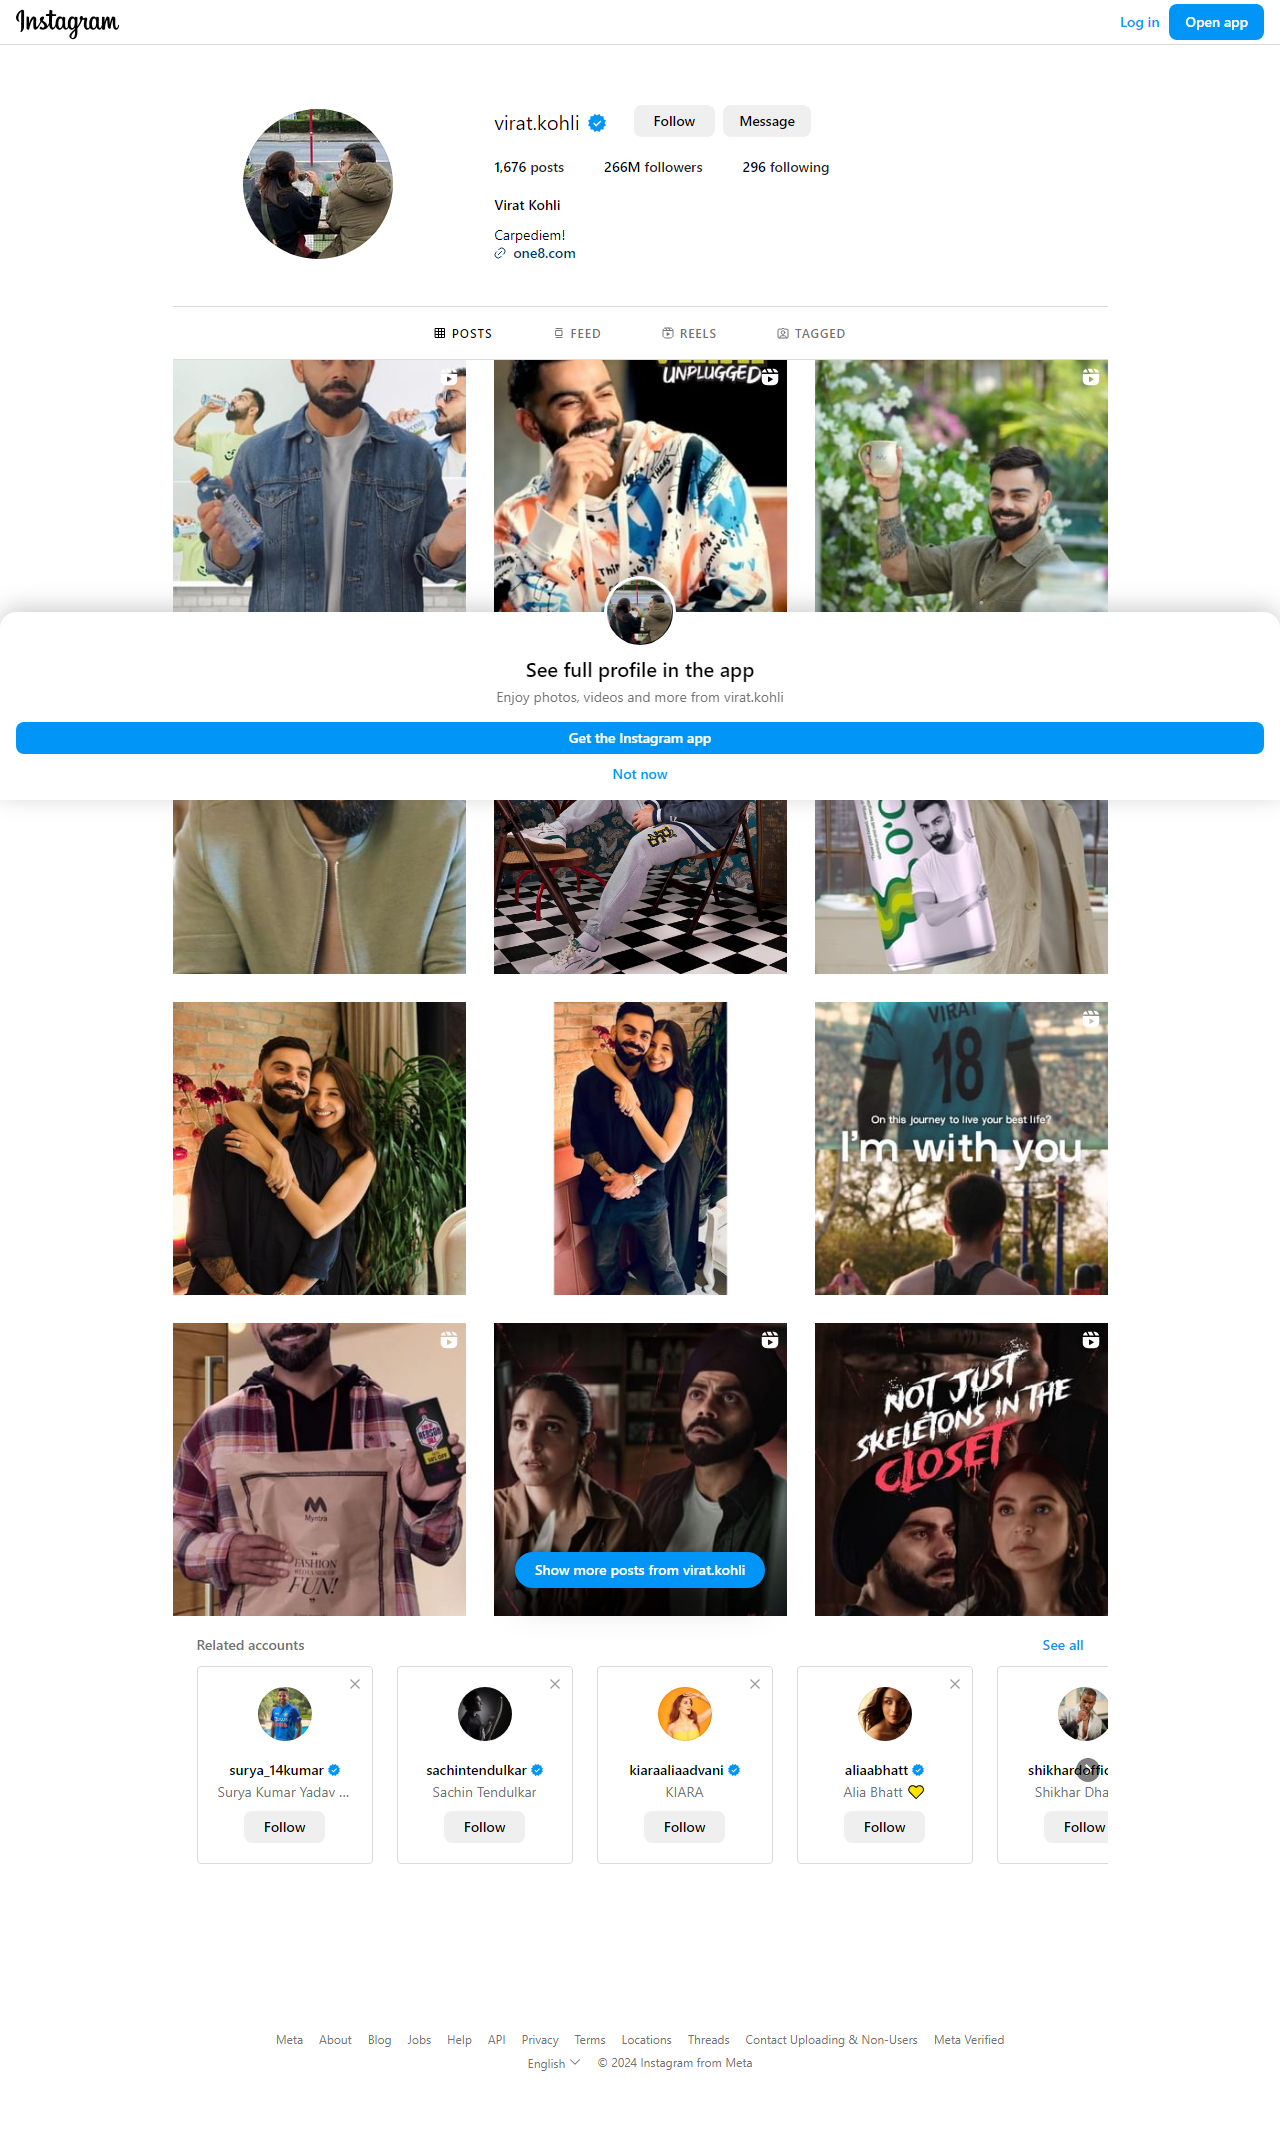 Instagram
Log in
Open app
virat.kohli
Follow
Message
1,676 posts
266M followers
296 following
Virat Kohli
Carpediem!
one8.com
POSTS
FEED
REELS
TAGGED
UNPLUGGED
See full profile in the app
Enjoy photos, videos and more from virat.kohli
Get the Instagram app
Not now
0.0
VIRAT
18
On this journey to live your best life?
I'm with you
Myntra
FASHION
FUN!
NOT JUST
SKELETONS IN THE
CLOSET
Show more posts from virat.kohli
Related accounts
See all
surya_14kumar
Surya Kumar Yadav ...
Follow
sachintendulkar
Sachin Tendulkar
Follow
kiaraaliaadvani
KIARA
Follow
aliaabhatt
Alia Bhatt 💛
Follow
Shikhar Dha
Follow
Meta
About
Blog
Jobs
Help
API
Privacy
Terms
Locations
Threads
Contact Uploading & Non-Users
Meta Verified
English
© 2024 Instagram from Meta